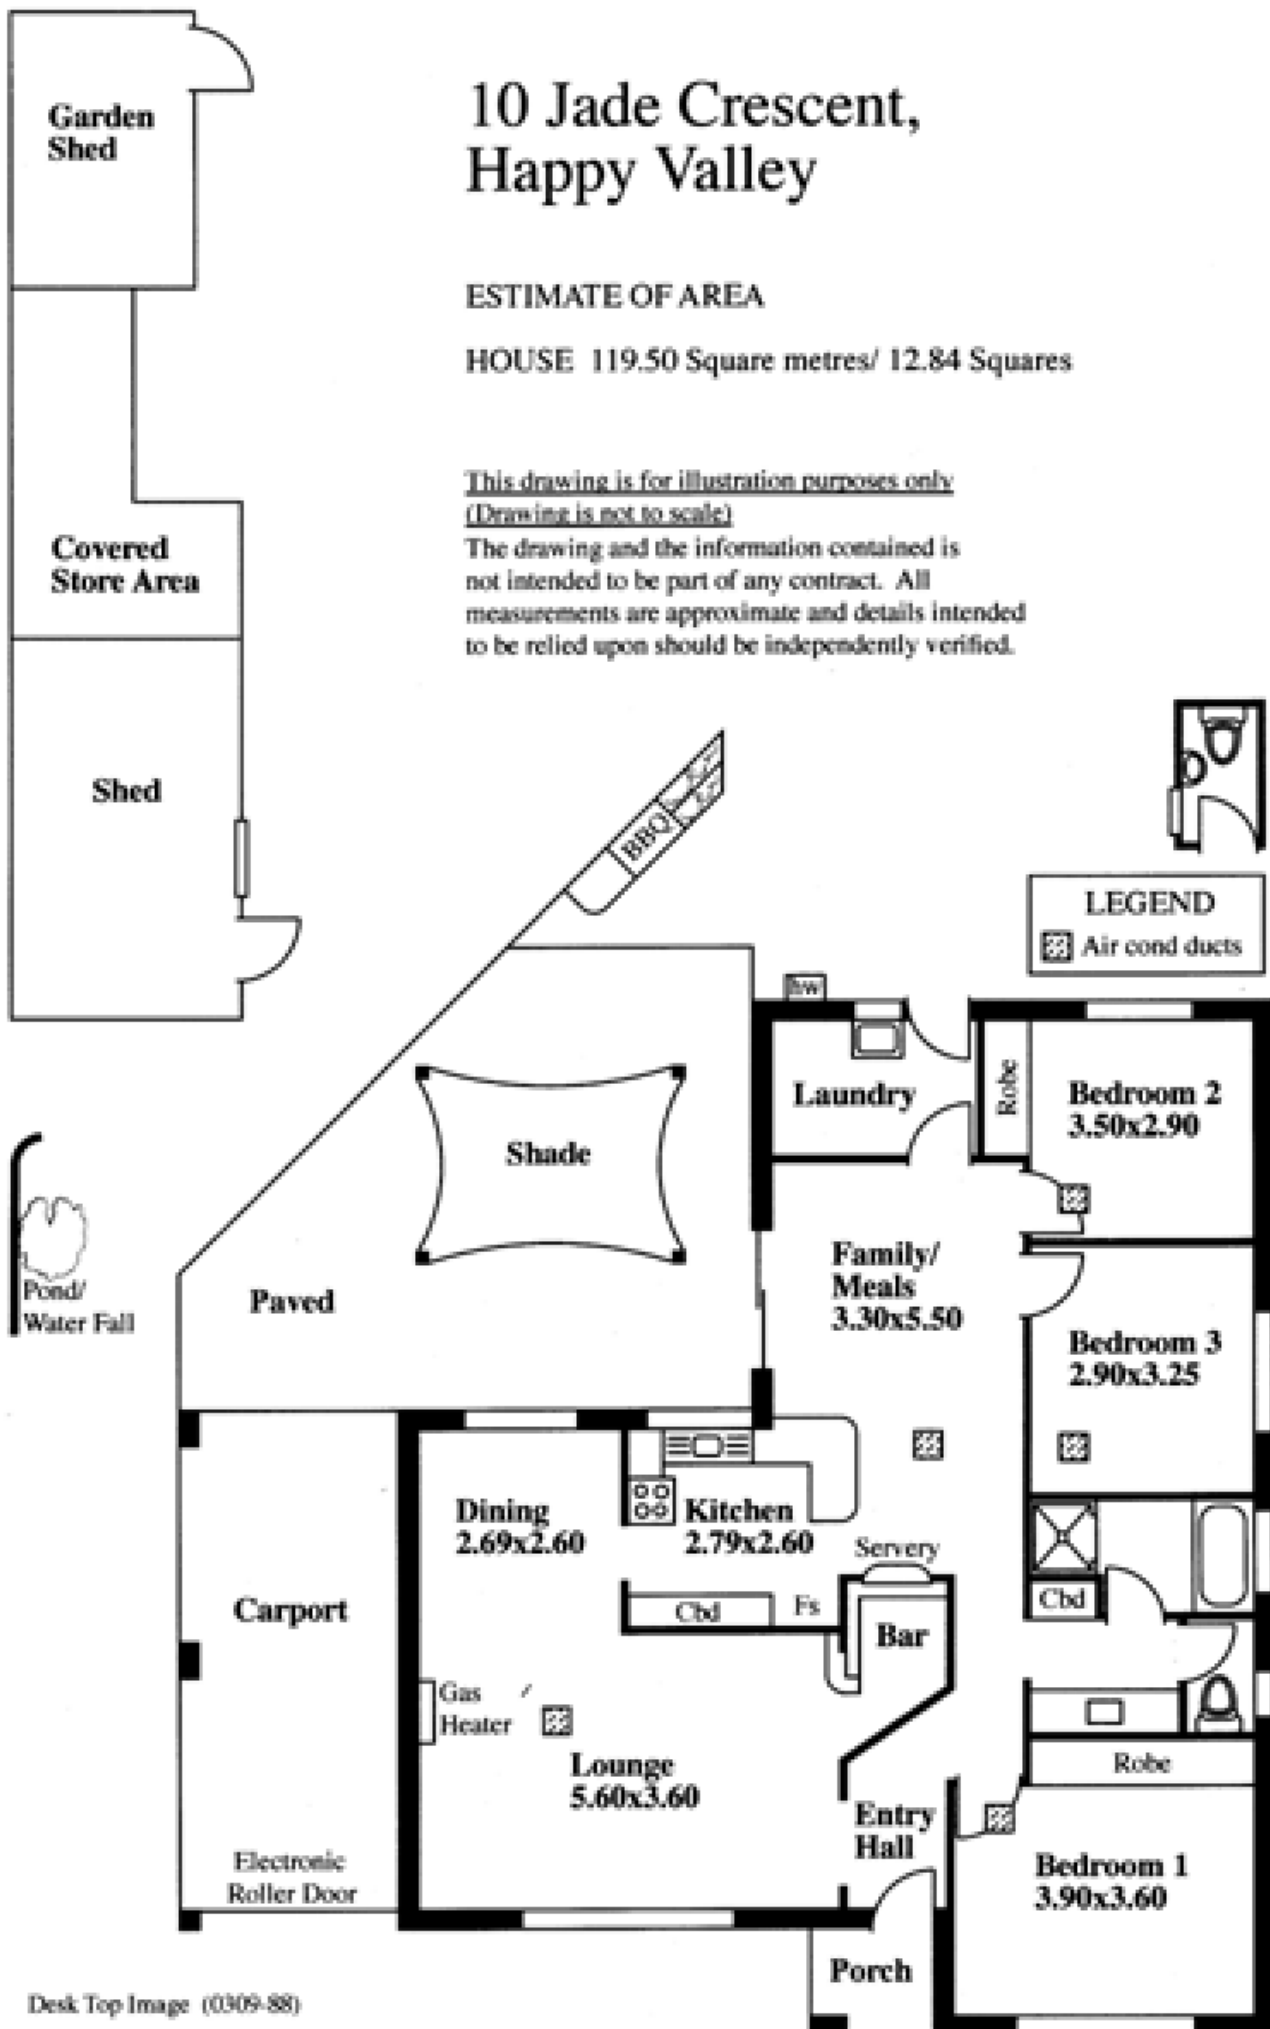 10 Jade Crescent,
Happy Valley
ESTIMATE OF AREA
HOUSE 119.50 Square metres/ 12.84 Squares
This drawing is for illustration purposes only
(Drawing is not to scale)
The drawing and the information contained is
not intended to be part of any contract. All
measurements are approximate and details intended
to be relied upon should be independently verified.
Garden
Shed
Covered
Store Area
Shed
BBQ
LEGEND
Air cond ducts
hw
Laundry
Robe
Bedroom 2
3.50x2.90
Shade
Pond/
Water Fall
Paved
Family/
Meals
3.30x5.50
Bedroom 3
2.90x3.25
Dining
2.69x2.60
Kitchen
2.79x2.60
Servery
Carport
Cbd
Fs
Bar
Cbd
Gas
Heater
Lounge
5.60x3.60
Robe
Entry
Hall
Electronic
Roller Door
Bedroom 1
3.90x3.60
Porch
Desk Top Image (0309-88)